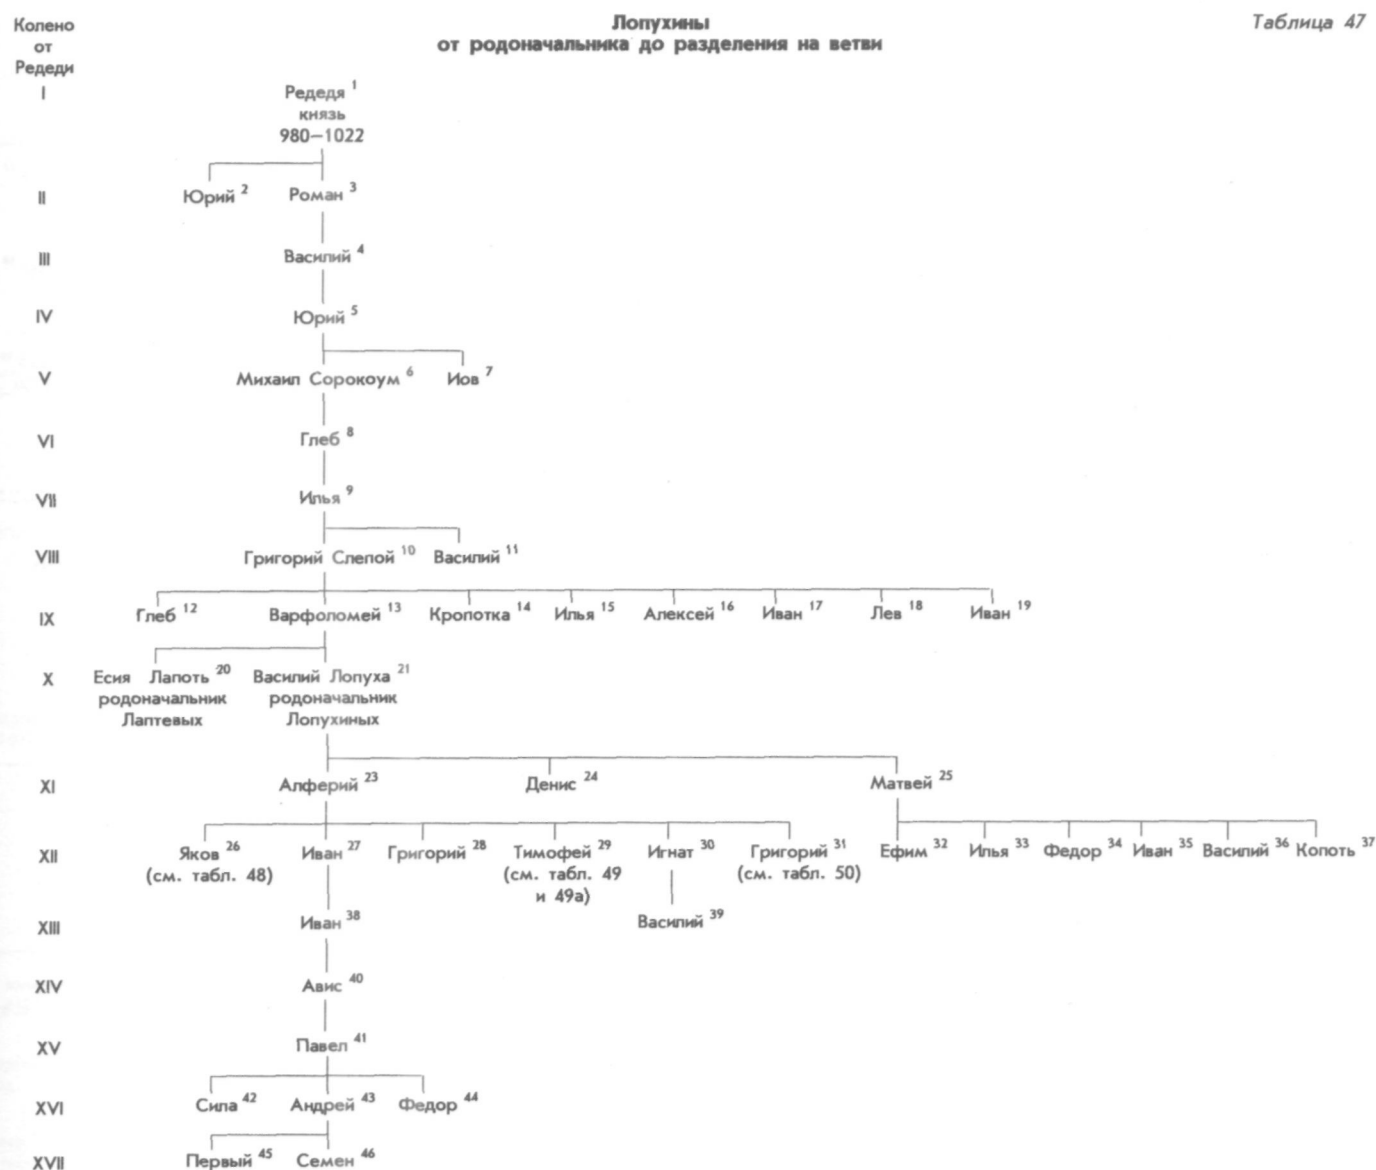 Колено
от
Редеди
Лопухины
от родоначальника до разделения на ветви
Таблица 47
I
Редедя 1
князь
980—1022
II
Юрий 2 Роман 3
III
Василий 4
IV
Юрий 5
V
Михаил Сорокоум 6 Иов 7
VI
Глеб 8
VII
Илья 9
VIII
Григорий Слепой 10 Василий 11
IX
Глеб 12 Варфоломей 13 Кропотка 14 Илья 15 Алексей 16 Иван 17 Лев 18 Иван 19
X
Есия Лапоть 20
родоначальник
Лаптевых
Василий Лопуха 21
родоначальник
Лопухиных
XI
Алферий 23 Денис 24 Матвей 25
XII
Яков 26
(см. табл. 48)
Иван 27
Григорий 28
Тимофей 29
(см. табл. 49
и 49а)
Игнат 30
Григорий 31
(см. табл. 50)
Ефим 32 Илья 33 Федор 34 Иван 35 Василий 36 Копоть 37
XIII
Иван 38 Василий 39
XIV
Авис 40
XV
Павел 41
XVI
Сила 42 Андрей 43 Федор 44
XVII
Первый 45 Семен 46